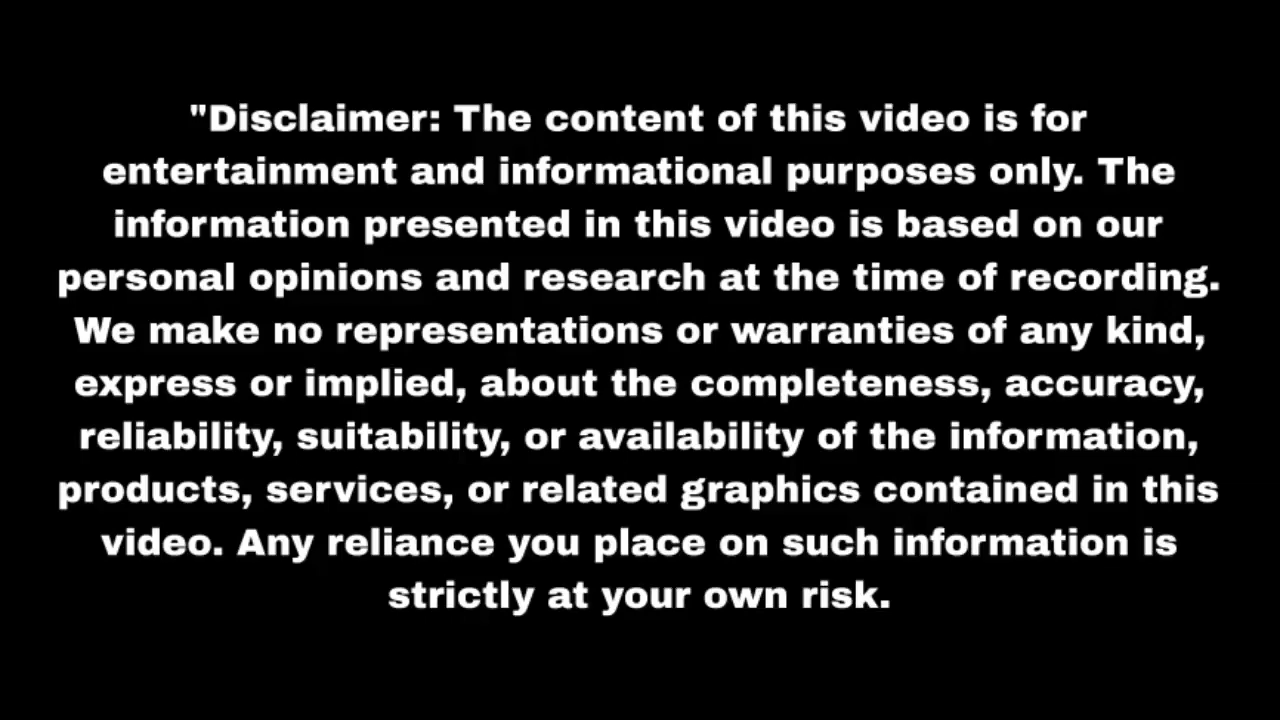 "Disclaimer: The content of this video is for
entertainment and informational purposes only. The
information presented in this video is based on our
personal opinions and research at the time of recording.
We make no representations or warranties of any kind,
express or implied, about the completeness, accuracy,
reliability, suitability, or availability of the information,
products, services, or related graphics contained in this
video. Any reliance you place on such information is
strictly at your own risk.